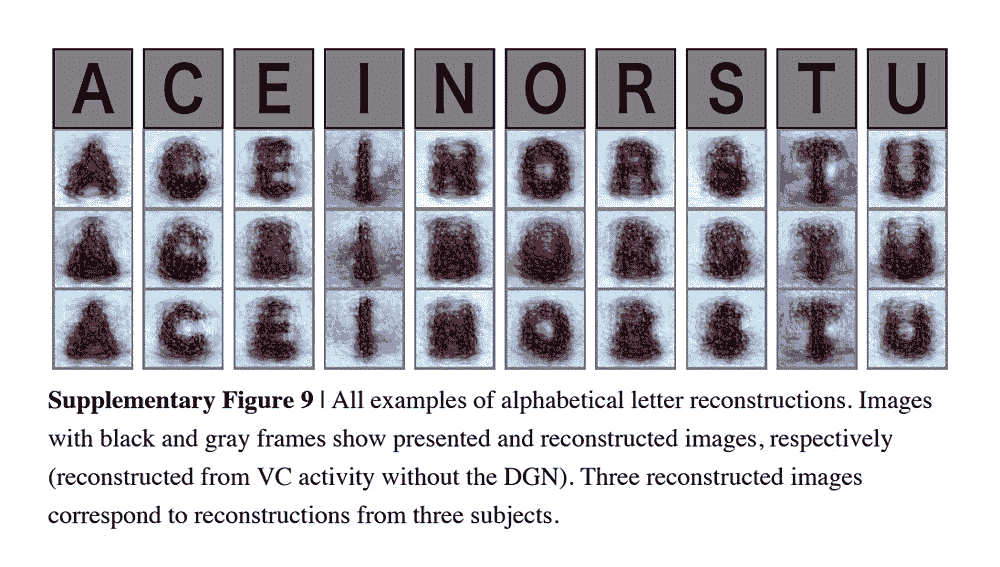 A C E I N O R S T U
A C E I N O R S T U
A C E I N O R S T U
A C E I N O R S T U
Supplementary Figure 9 | All examples of alphabetical letter reconstructions. Images
with black and gray frames show presented and reconstructed images, respectively
(reconstructed from VC activity without the DGN). Three reconstructed images
correspond to reconstructions from three subjects.